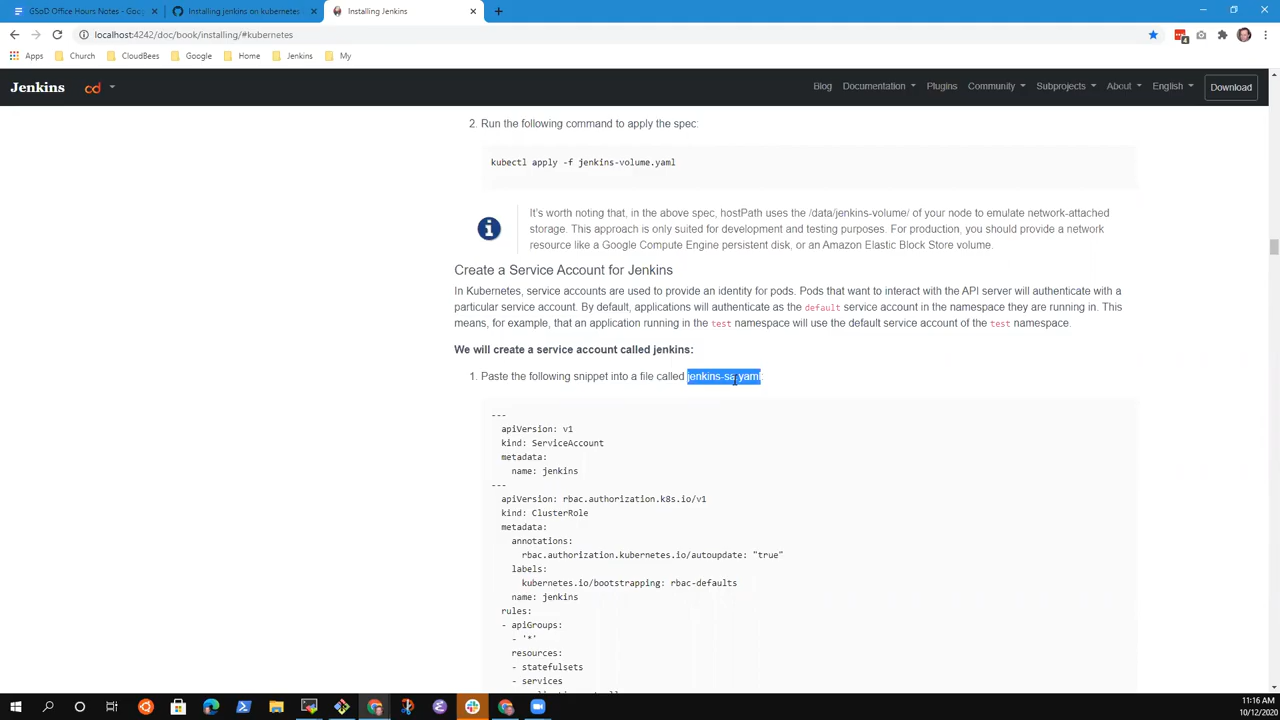 GSoD Office Hours Notes - Goog
Installing jenkins on kubernetes
Installing Jenkins
localhost:4242/doc/book/installing/#kubernetes
Apps
Church
CloudBees
Google
Home
Jenkins
My
Jenkins
cd
Blog
Documentation
Plugins
Community
Subprojects
About
English
Download
2. Run the following command to apply the spec:
kubectl apply -f jenkins-volume.yaml
It's worth noting that, in the above spec, hostPath uses the /data/jenkins-volume/ of your node to emulate network-attached
storage. This approach is only suited for development and testing purposes. For production, you should provide a network
resource like a Google Compute Engine persistent disk, or an Amazon Elastic Block Store volume.
Create a Service Account for Jenkins
In Kubernetes, service accounts are used to provide an identity for pods. Pods that want to interact with the API server will authenticate with a
particular service account. By default, applications will authenticate as the default service account in the namespace they are running in. This
means, for example, that an application running in the test namespace will use the default service account of the test namespace.
We will create a service account called jenkins:
1. Paste the following snippet into a file called jenkins-sa.yaml
---
apiVersion: v1
kind: ServiceAccount
metadata:
name: jenkins
---
apiVersion: rbac.authorization.k8s.io/v1
kind: ClusterRole
metadata:
annotations:
rbac.authorization.kubernetes.io/autoupdate: "true"
labels:
kubernetes.io/bootstrapping: rbac-defaults
name: jenkins
rules:
- apiGroups:
- '*'
resources:
- statefulsets
- services
11:16 AM
10/12/2020